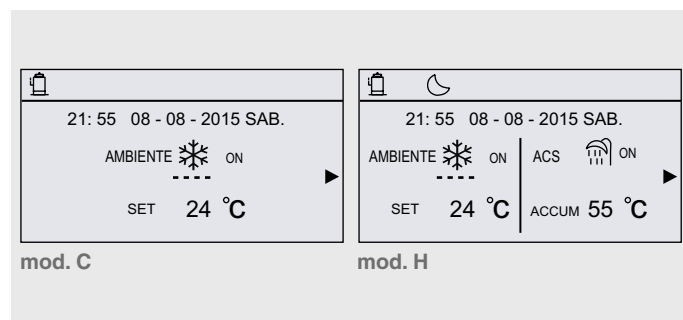 21: 55 08 - 08 - 2015 SAB.
AMBIENTE ON
SET 24 °C
mod. C
21: 55 08 - 08 - 2015 SAB.
AMBIENTE ON ACS ON
SET 24 °C ACCUM 55 °C
mod. H